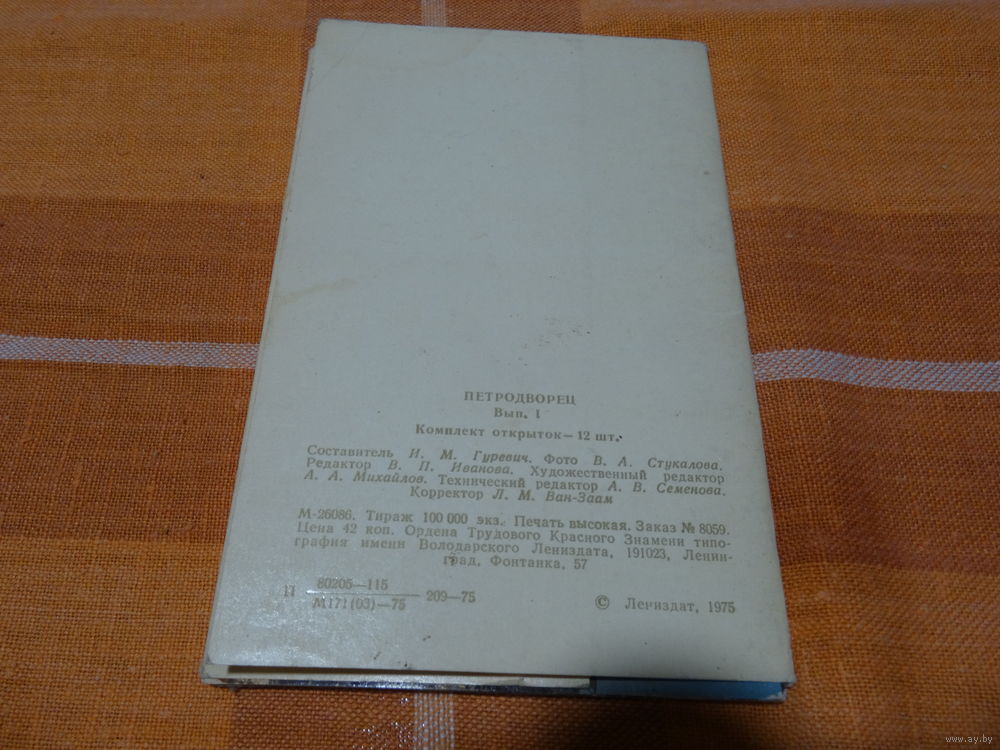 ПЕТРОДВОРЕЦ
Вып. I
Комплект открыток — 12 шт.
Составитель И. М. Гуревич. Фото В. А. Стукалова.
Редактор В. П. Иванова. Художественный редактор
А. А. Михайлов. Технический редактор А. В. Семенова.
Корректор Л. М. Ван-Заам
М-26086. Тираж 100 000 экз. Печать высокая. Заказ № 8059.
Цена 42 коп. Ордена Трудового Красного Знамени типо-
графия имени Володарского Лениздата, 191023, Ленин-
град, Фонтанка, 57
П 80205—115
М171(03)—75 209—75
© Лениздат, 1975
www.ay.by